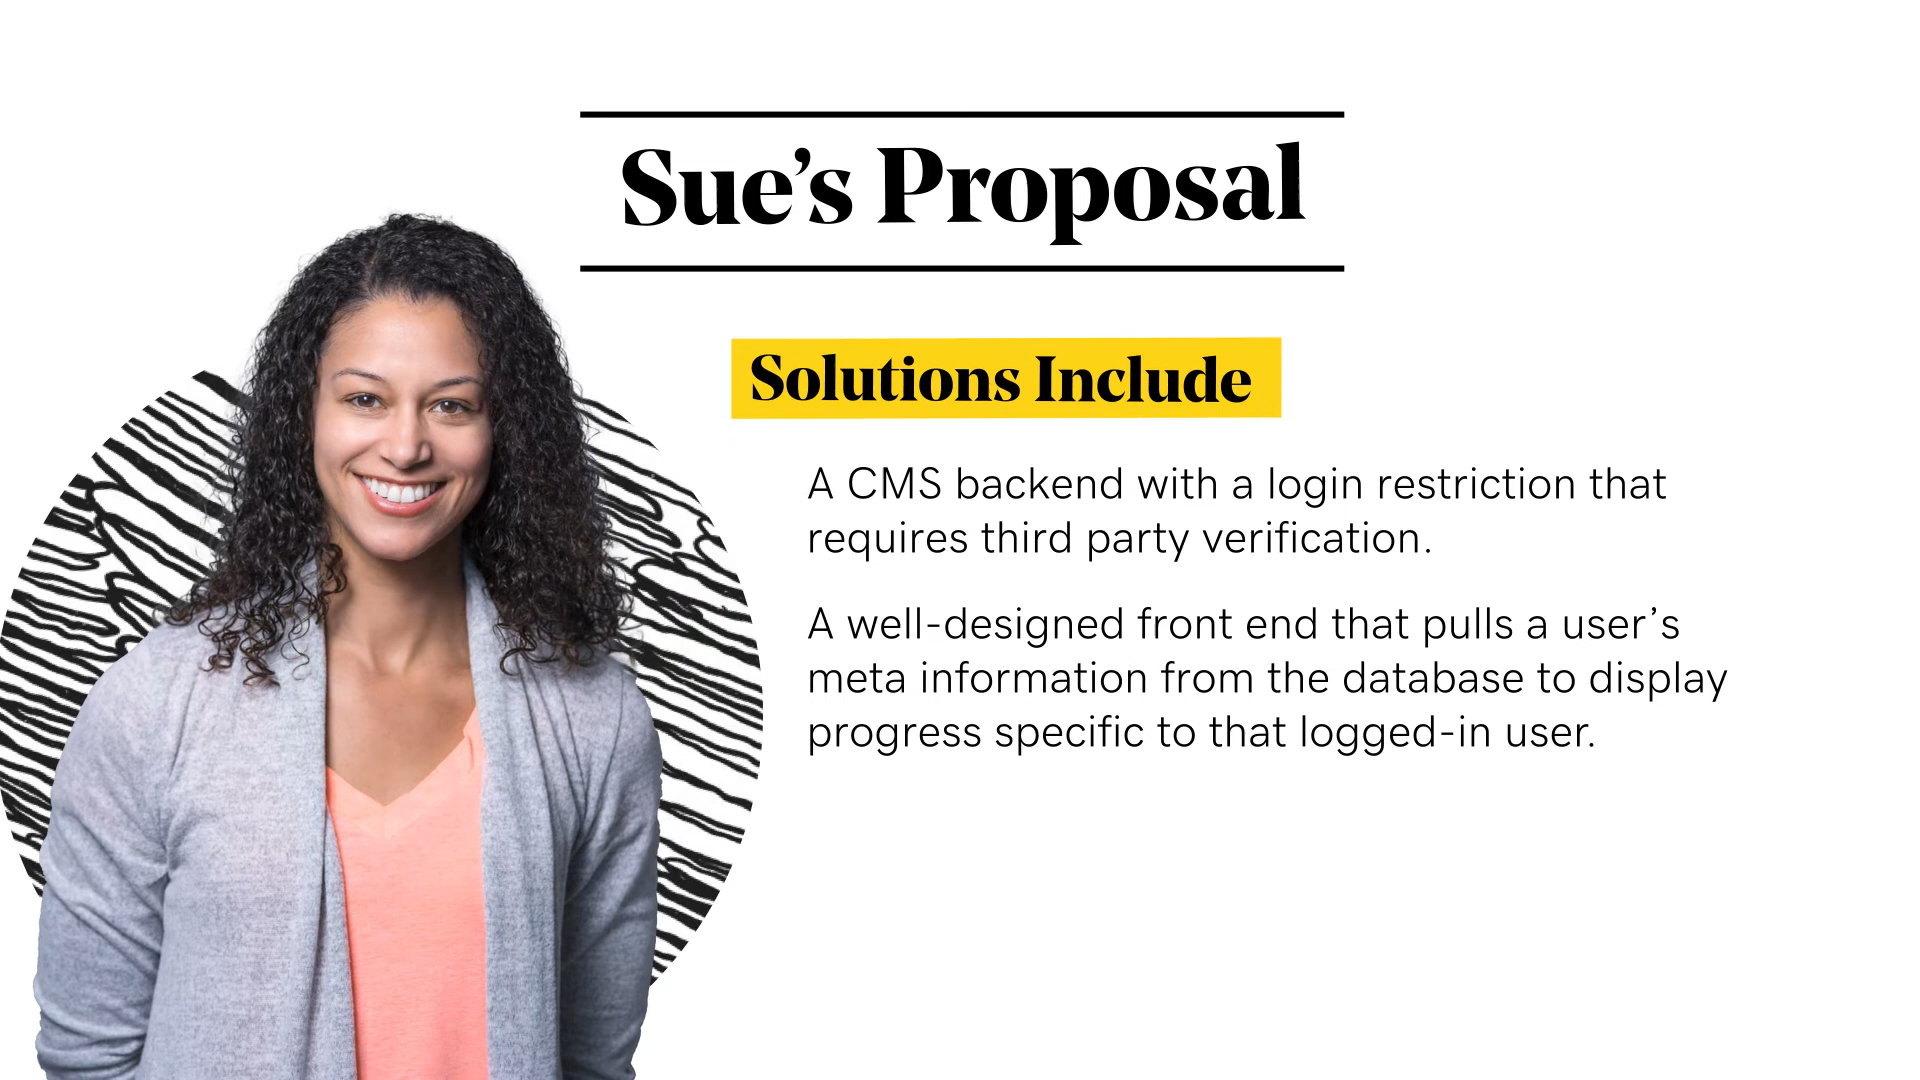 Sue’s Proposal
Solutions Include
A CMS backend with a login restriction that
requires third party verification.
A well-designed front end that pulls a user’s
meta information from the database to display
progress specific to that logged-in user.